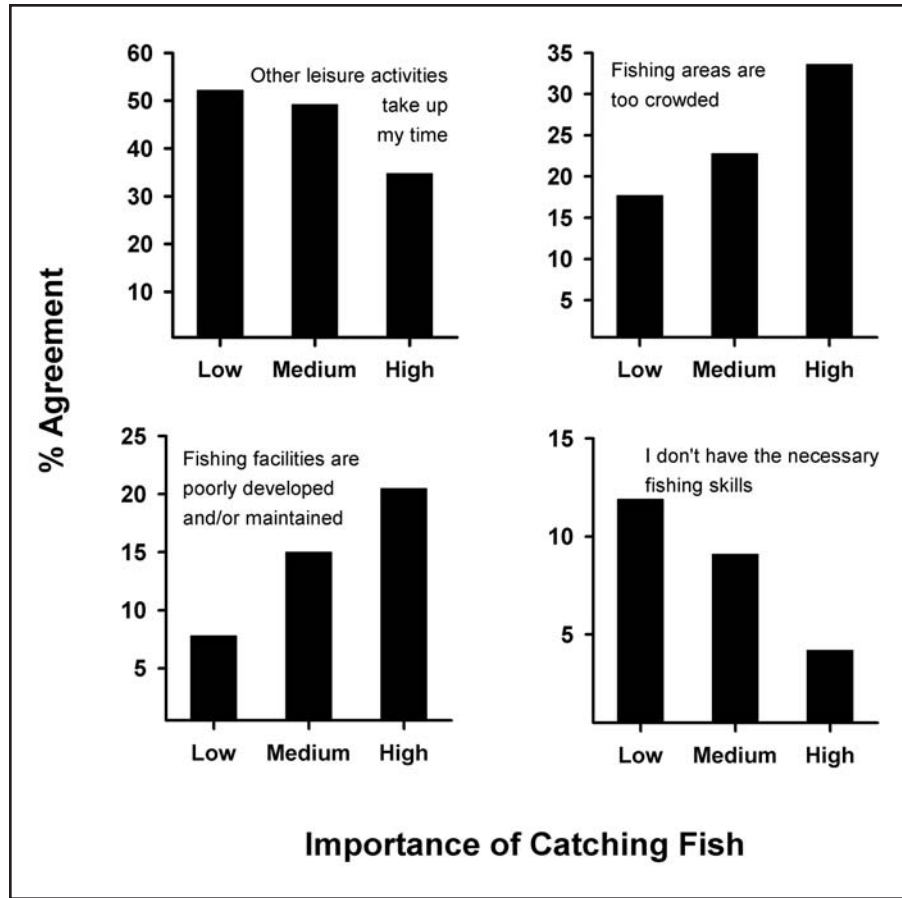 60
50
40
30
20
10
Other leisure activities
take up
my time
Low Medium High
35
30
25
20
15
10
5
Fishing areas are
too crowded
Low Medium High
% Agreement
25
20
15
10
5
Fishing facilities are
poorly developed
and/or maintained
Low Medium High
15
10
5
I don't have the necessary
fishing skills
Low Medium High
Importance of Catching Fish